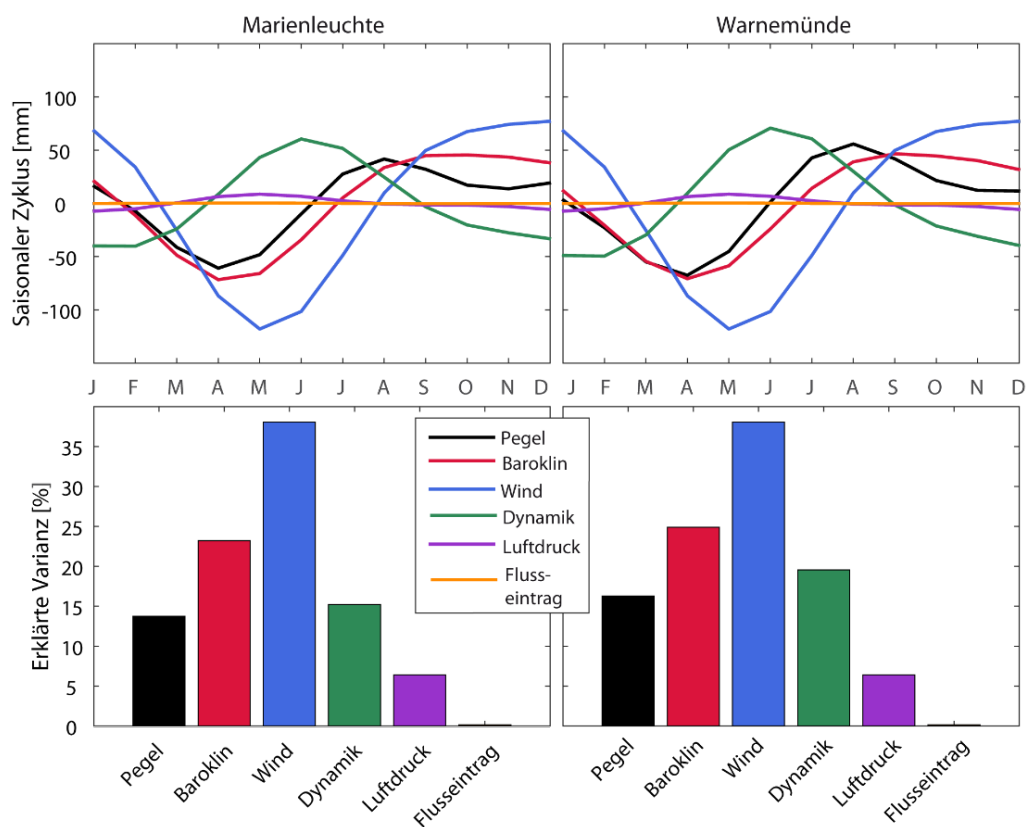 Marienleuchte
Warnemünde
Saisonaler Zyklus [mm]
100
50
0
-50
-100
J F M A M J J A S O N D
J F M A M J J A S O N D
Erklärte Varianz [%]
35
30
25
20
15
10
5
0
Pegel
Baroklin
Wind
Dynamik
Luftdruck
Fluss-
eintrag
Pegel
Baroklin
Wind
Dynamik
Luftdruck
Flusseintrag
Pegel
Baroklin
Wind
Dynamik
Luftdruck
Flusseintrag